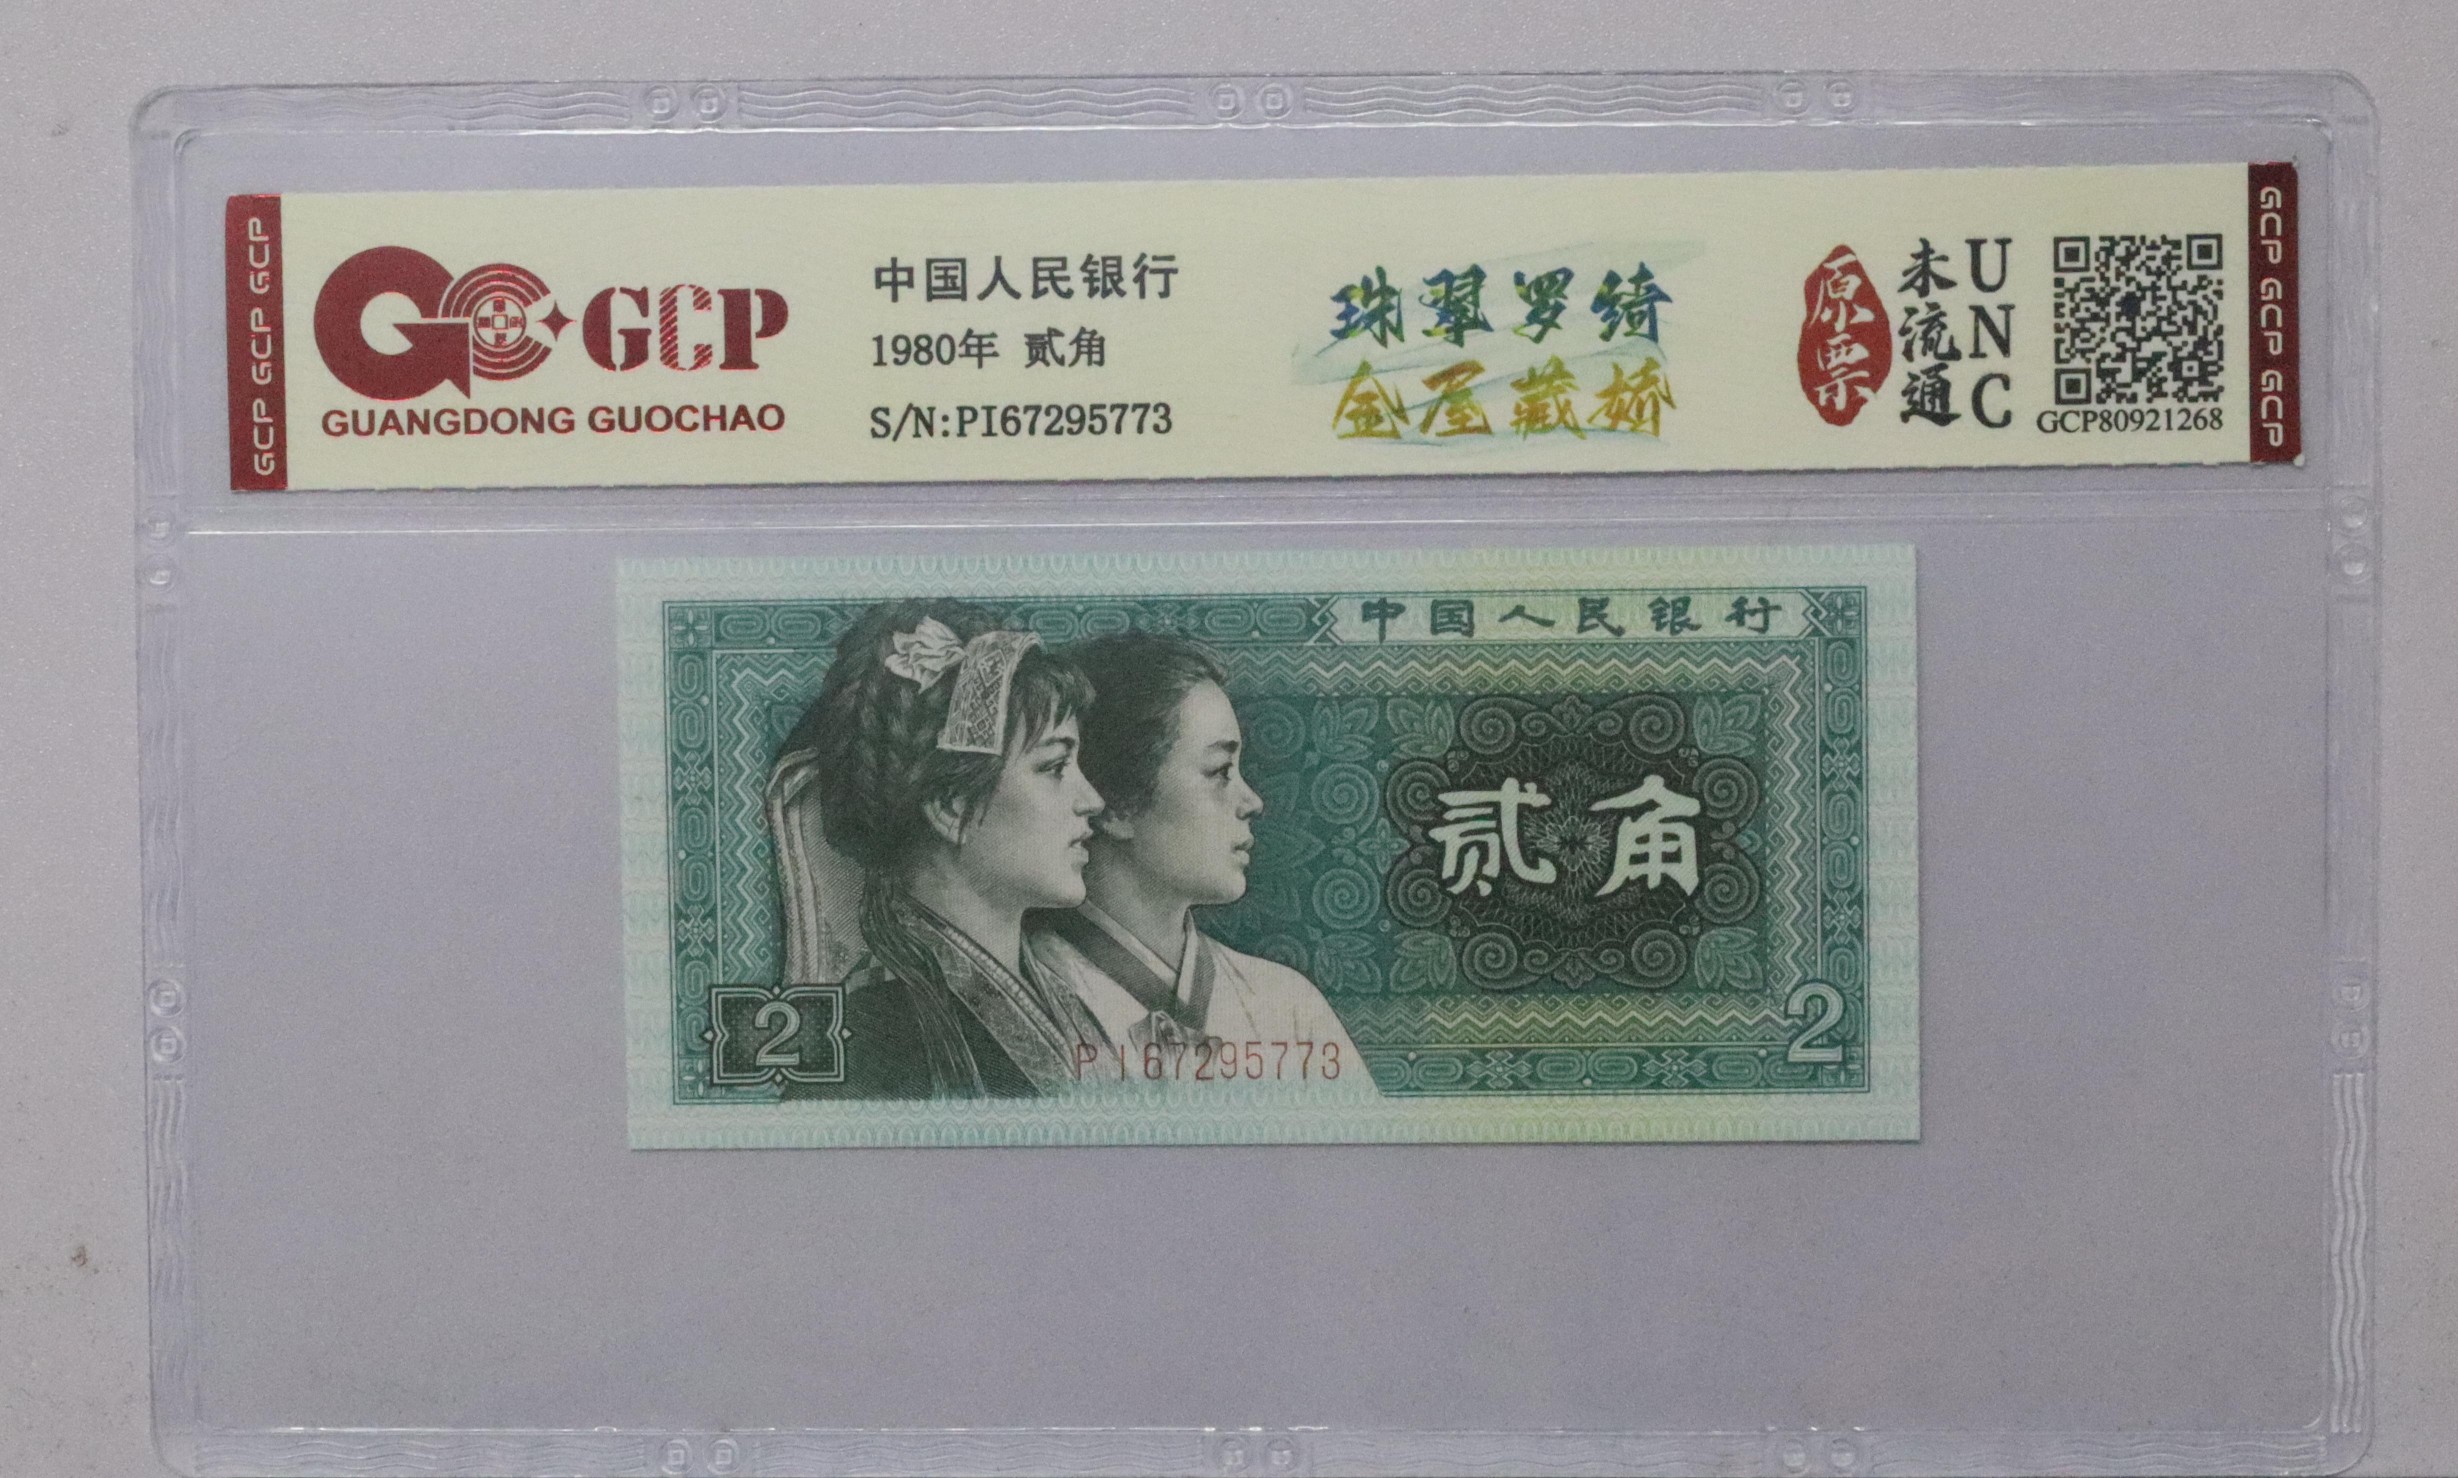 GCP GCP GCP
GCP
GUANGDONG GUOCHAO
中国人民银行
1980年 贰角
S/N:PI67295773
珠翠罗绮
金屋藏娇
原票
未流通
UNC
GCP80921268
GCP GCP GCP
中国人民银行
贰角
2
2
PI67295773